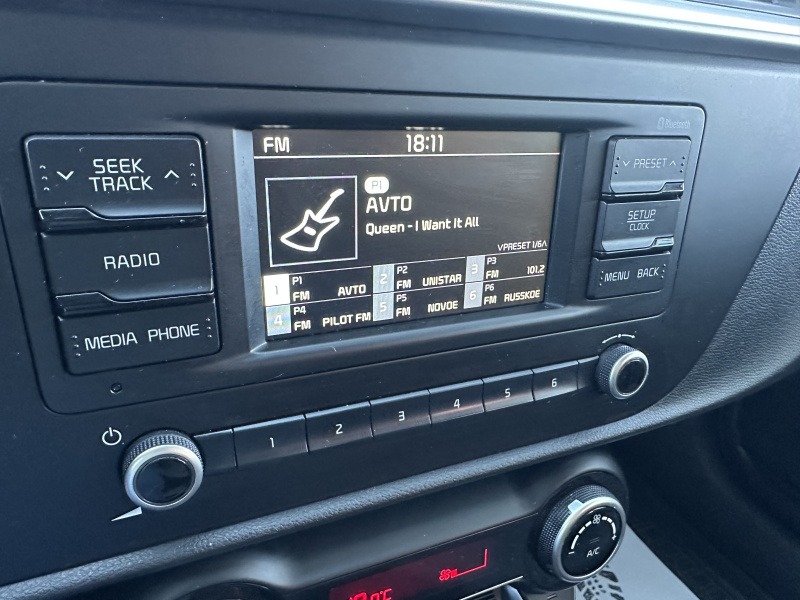 Bluetooth
FM 18:11
SEEK
TRACK
PRESET
P1
AVTO
Queen - I Want It All
SETUP
CLOCK
RADIO
PRESET 1/6
1 P1 FM AVTO 2 P2 FM UNISTAR 3 P3 FM 101.2
4 P4 FM PILOT FM 5 P5 FM NOVOE 6 P6 FM RUSSKOE
MENU BACK
MEDIA PHONE
1 2 3 4 5 6
A/C
°C